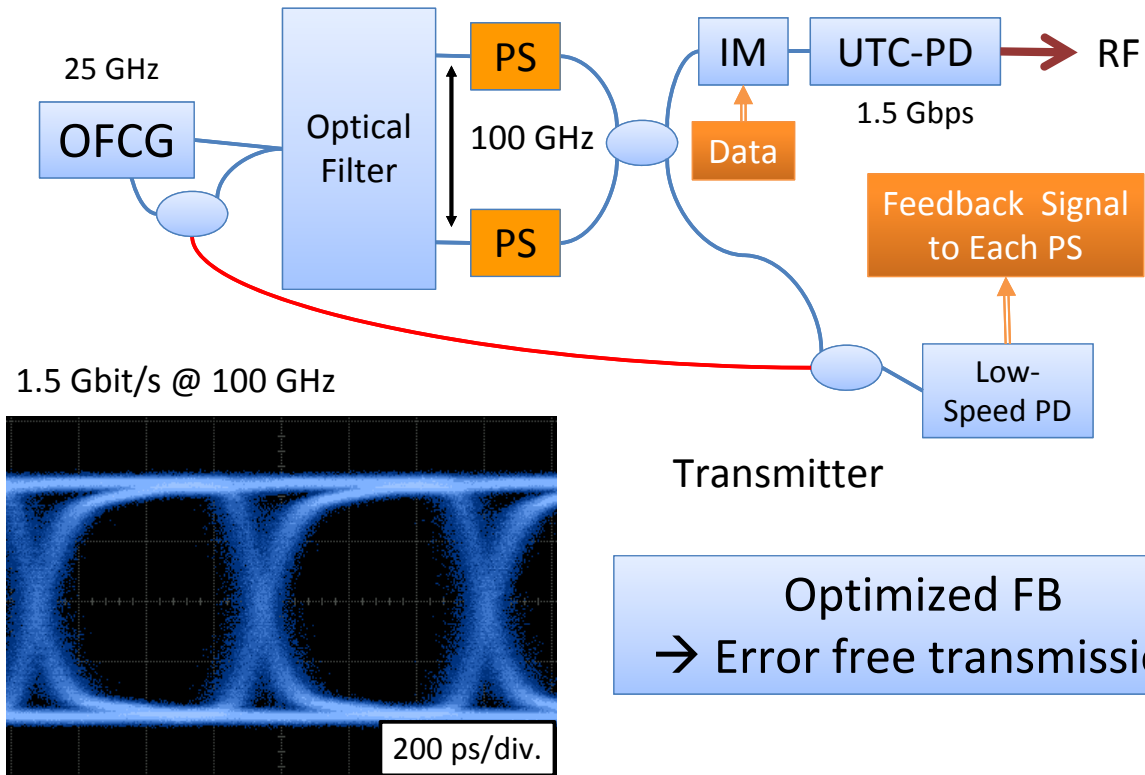 25 GHz
OFCG
Optical
Filter
PS
100 GHz
PS
IM
UTC-PD
RF
1.5 Gbps
Data
Feedback Signal
to Each PS
Low-
Speed PD
1.5 Gbit/s @ 100 GHz
200 ps/div.
Transmitter
Optimized FB
→ Error free